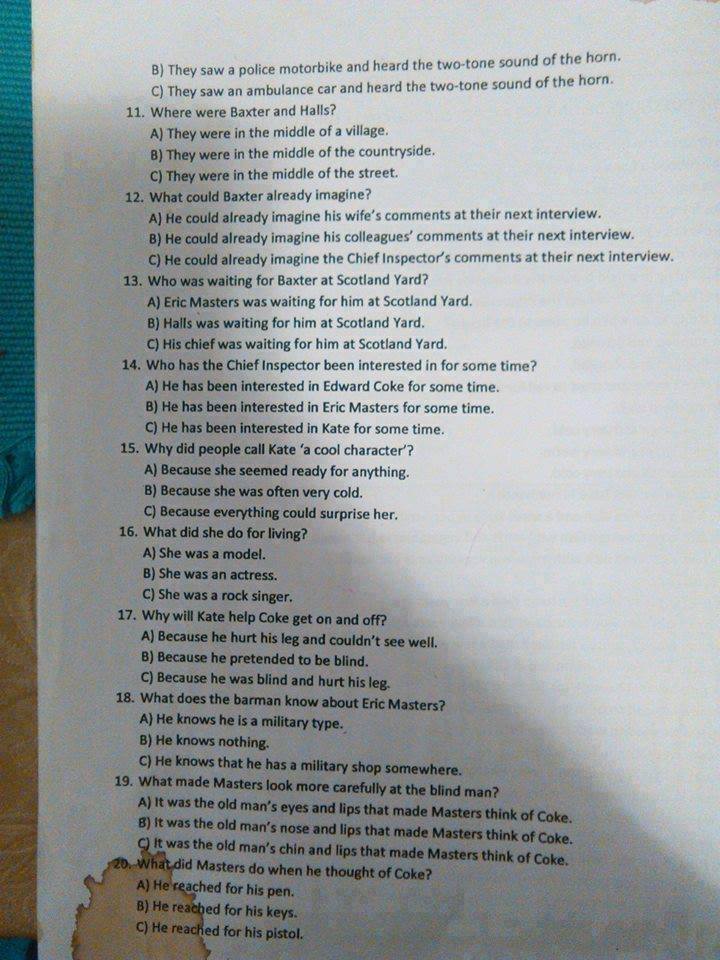 B) They saw a police motorbike and heard the two-tone sound of the horn.
C) They saw an ambulance car and heard the two-tone sound of the horn.
11. Where were Baxter and Halls?
A) They were in the middle of a village.
B) They were in the middle of the countryside.
C) They were in the middle of the street.
12. What could Baxter already imagine?
A) He could already imagine his wife's comments at their next interview.
B) He could already imagine his colleagues' comments at their next interview.
C) He could already imagine the Chief Inspector's comments at their next interview.
13. Who was waiting for Baxter at Scotland Yard?
A) Eric Masters was waiting for him at Scotland Yard.
B) Halls was waiting for him at Scotland Yard.
C) His chief was waiting for him at Scotland Yard.
14. Who has the Chief Inspector been interested in for some time?
A) He has been interested in Edward Coke for some time.
B) He has been interested in Eric Masters for some time.
C) He has been interested in Kate for some time.
15. Why did people call Kate 'a cool character'?
A) Because she seemed ready for anything.
B) Because she was often very cold.
C) Because everything could surprise her.
16. What did she do for living?
A) She was a model.
B) She was an actress.
C) She was a rock singer.
17. Why will Kate help Coke get on and off?
A) Because he hurt his leg and couldn't see well.
B) Because he pretended to be blind.
C) Because he was blind and hurt his leg.
18. What does the barman know about Eric Masters?
A) He knows he is a military type.
B) He knows nothing.
C) He knows that he has a military shop somewhere.
19. What made Masters look more carefully at the blind man?
A) It was the old man's eyes and lips that made Masters think of Coke.
B) It was the old man's nose and lips that made Masters think of Coke.
C) It was the old man's chin and lips that made Masters think of Coke.
20. What did Masters do when he thought of Coke?
A) He reached for his pen.
B) He reached for his keys.
C) He reached for his pistol.